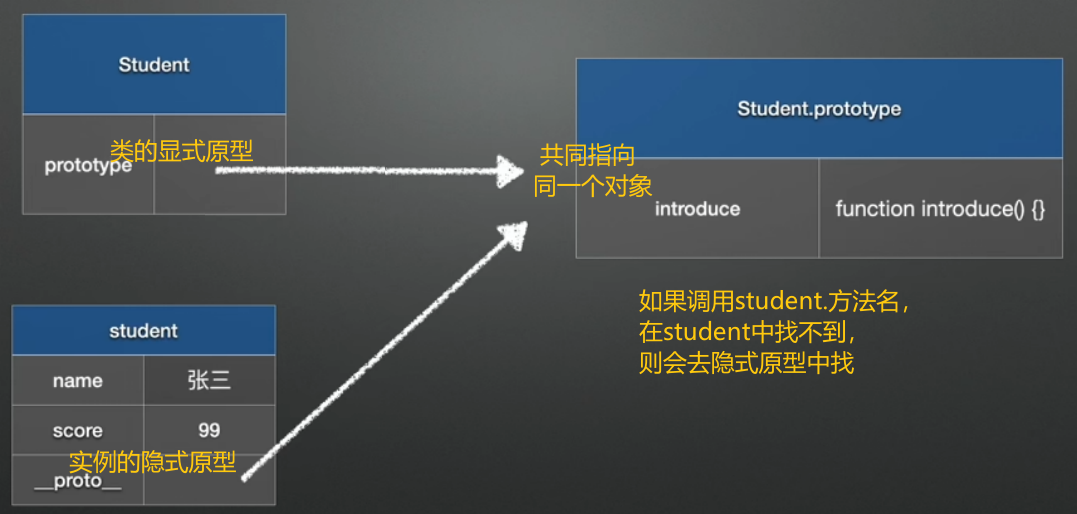 Student
prototype
类的显式原型
共同指向
同一个对象
Student.prototype
introduce
function introduce() {}
student
name
张三
score
99
实例的隐式原型
__proto__
如果调用student.方法名，
在student中找不到，
则会去隐式原型中找